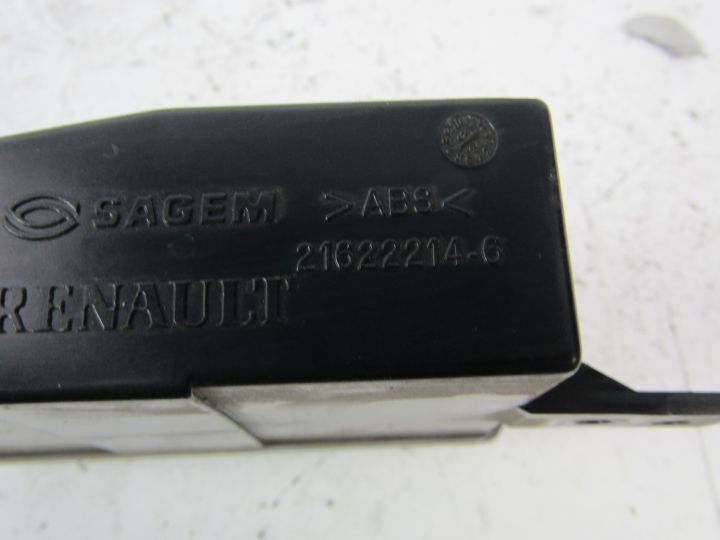 SAGEM >ABS<
21622214-6
RENAULT